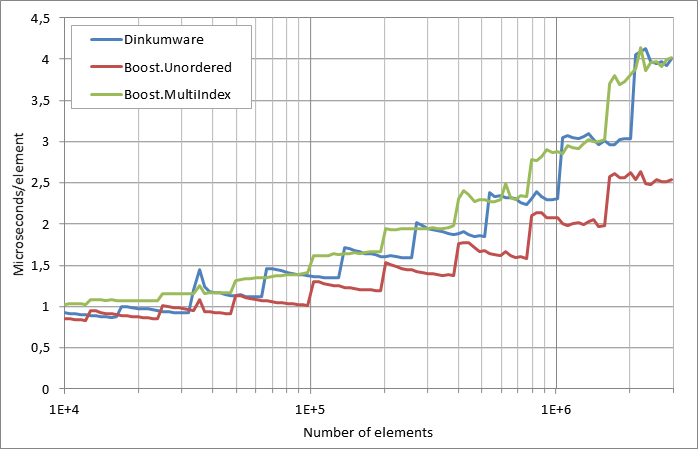 4,5
4
3,5
3
2,5
2
1,5
1
0,5
0
Microseconds/element
Dinkumware
Boost.Unordered
Boost.MultiIndex
1E+4
1E+5
1E+6
Number of elements